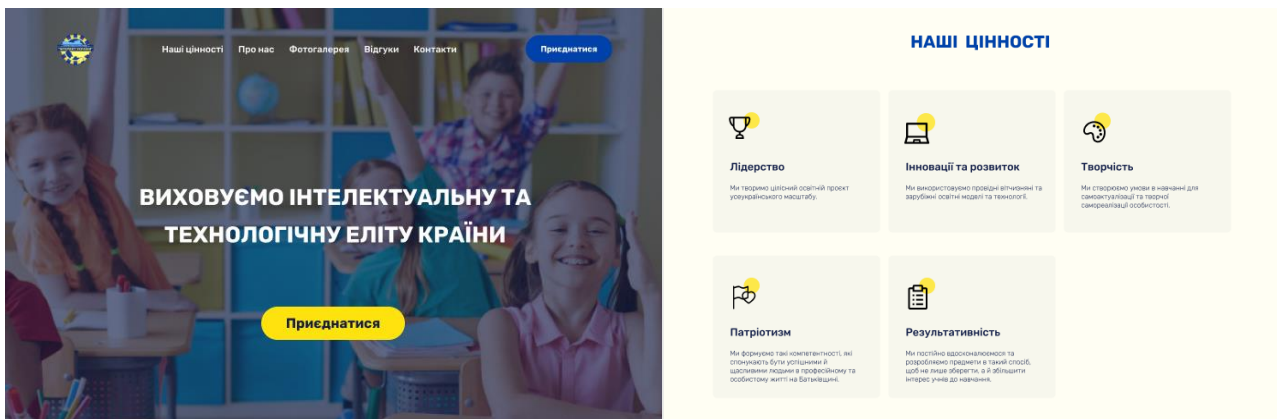 Наші цінності Про нас Фотогалерея Відгуки Контакти Приєднатися
ВИХОВУЄМО ІНТЕЛЕКТУАЛЬНУ ТА
ТЕХНОЛОГІЧНУ ЕЛІТУ КРАЇНИ
Приєднатися
НАШІ ЦІННОСТІ
Лідерство
Ми творимо цілісний освітній проєкт
усеукраїнського масштабу.
Інновації та розвиток
Ми використовуємо провідні вітчизняні та
зарубіжні освітні моделі та технології.
Творчість
Ми створюємо умови в навчанні для
самоактуалізації та творчої
самореалізації особистості.
Патріотизм
Ми формуємо такі компетентності, які
спонукають бути успішними й
щасливими людьми в професійному та
особистому житті на Батьківщині.
Результативність
Ми постійно вдосконалюємося та
розробляємо предмети в такий спосіб,
щоб не лише зберегти, а й збільшити
інтерес учнів до навчання.